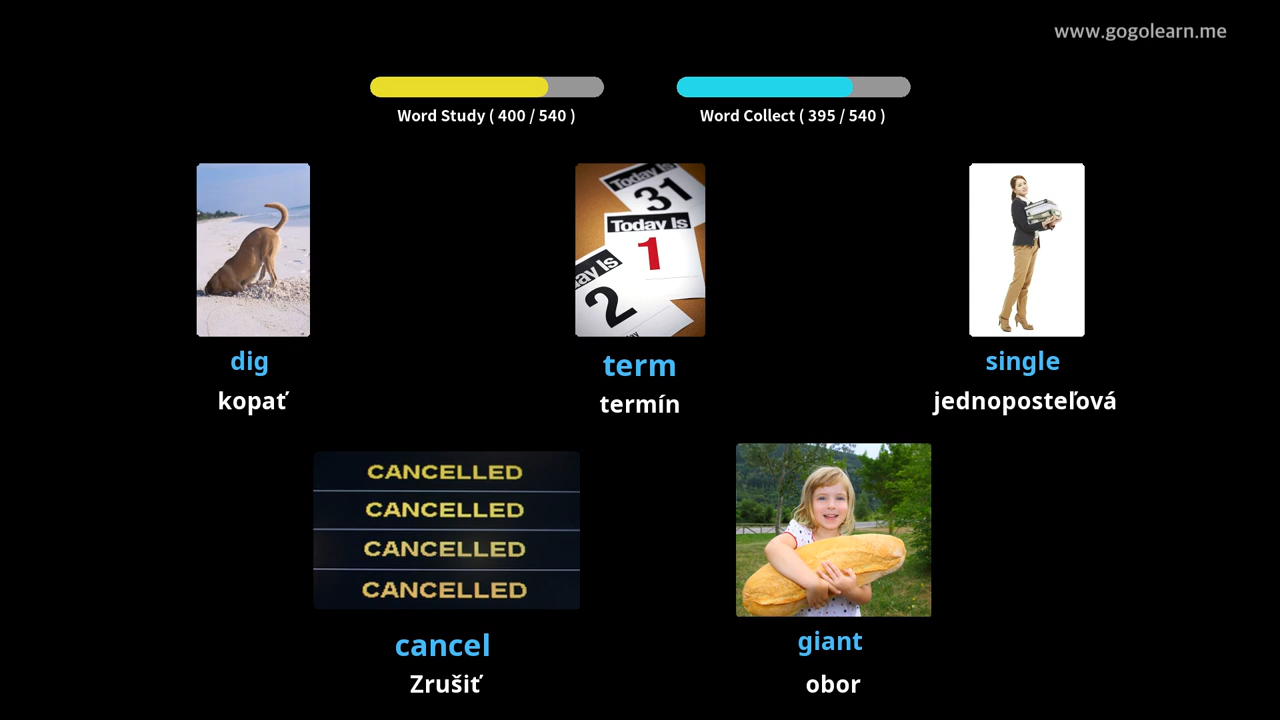 www.gogolearn.me
Word Study ( 400 / 540 )
Word Collect ( 395 / 540 )
Today Is
31
Today Is
1
ay Is
2
dig
term
single
kopať
termín
jednoposteľová
CANCELLED
CANCELLED
CANCELLED
CANCELLED
cancel
giant
Zrušiť
obor